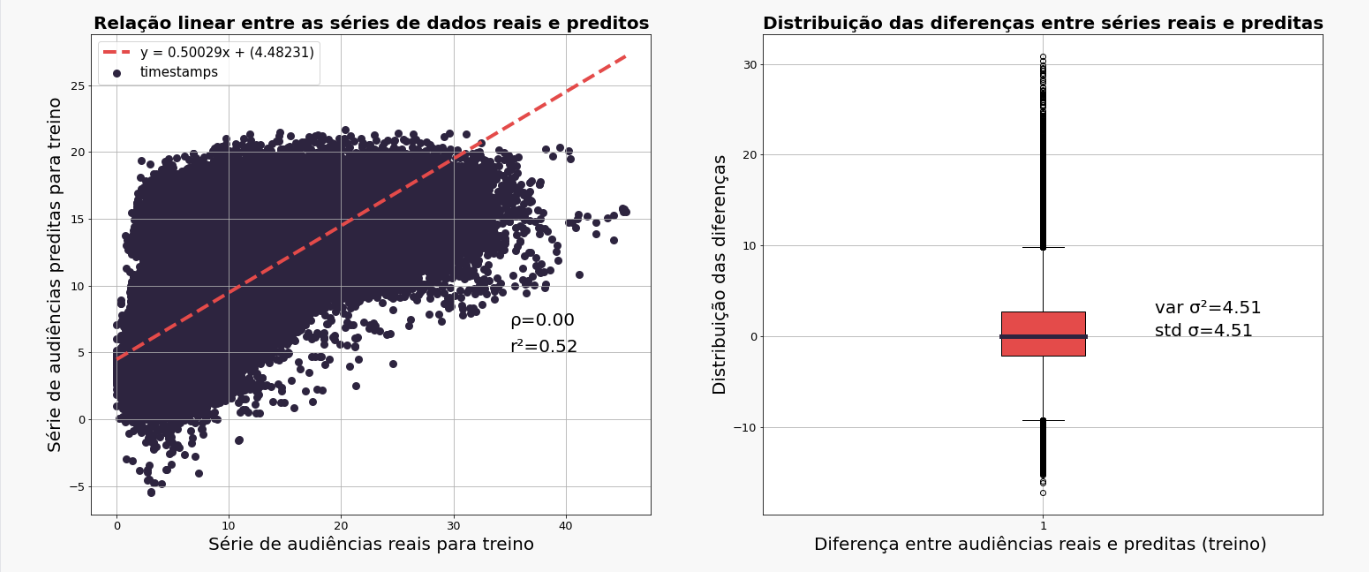 Relação linear entre as séries de dados reais e preditos
y = 0.50029x + (4.48231)
timestamps
Série de audiências preditas para treino
25
20
15
10
5
0
−5
ρ=0.00
r²=0.52
0
10
20
30
40
Série de audiências reais para treino
Distribuição das diferenças entre séries reais e preditas
Distribuição das diferenças
30
20
10
0
−10
var σ²=4.51
std σ=4.51
1
Diferença entre audiências reais e preditas (treino)